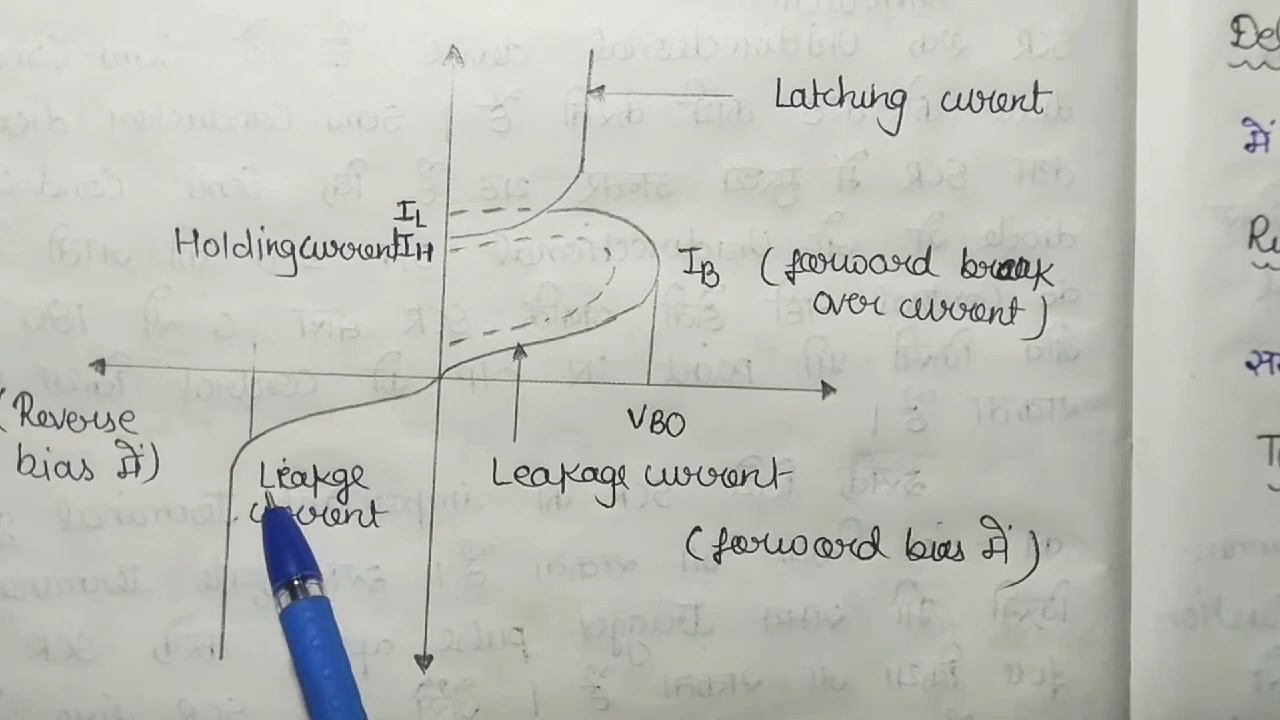 Latching current
IL
Holding current IH
IB (forward break
over current)
VBO
(Reverse
bias में)
Leakge
current
Leakage current
(forward bias में)
में